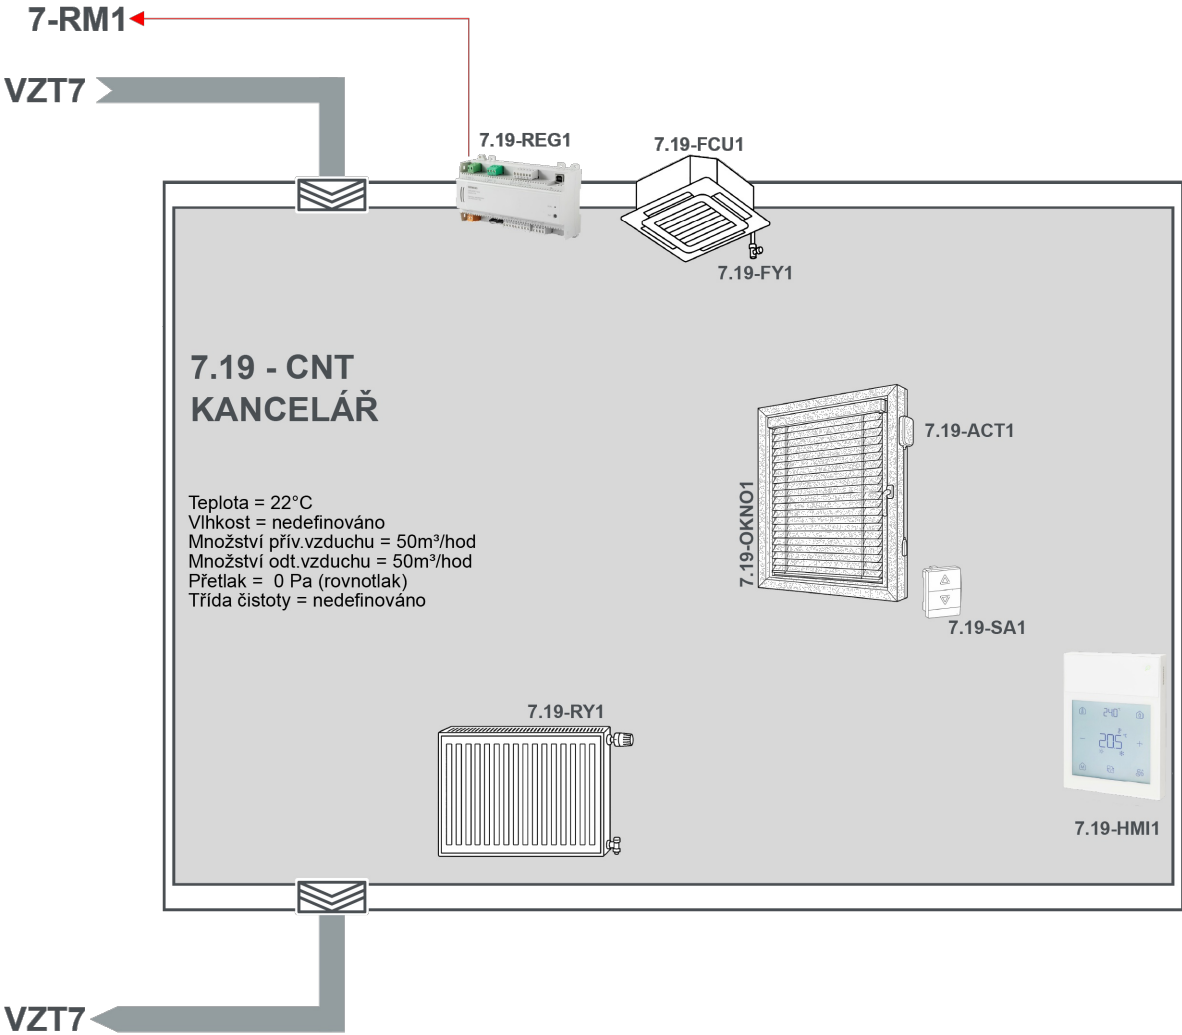 7-RM1
VZT7
7.19-REG1
7.19-FCU1
7.19-FY1
7.19 - CNT
KANCELÁŘ
7.19-ACT1
7.19-OKNO1
Teplota = 22°C
Vlhkost = nedefinováno
Množství přív.vzduchu = 50m³/hod
Množství odt.vzduchu = 50m³/hod
Přetlak =  0 Pa (rovnotlak)
Třída čistoty = nedefinováno
7.19-SA1
7.19-RY1
240
205
7.19-HMI1
VZT7